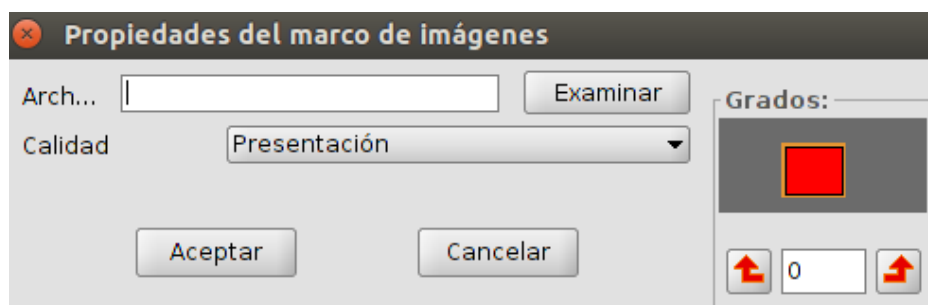 Propiedades del marco de imágenes
Arch... Examinar
Calidad Presentación
Aceptar Cancelar
Grados:
0